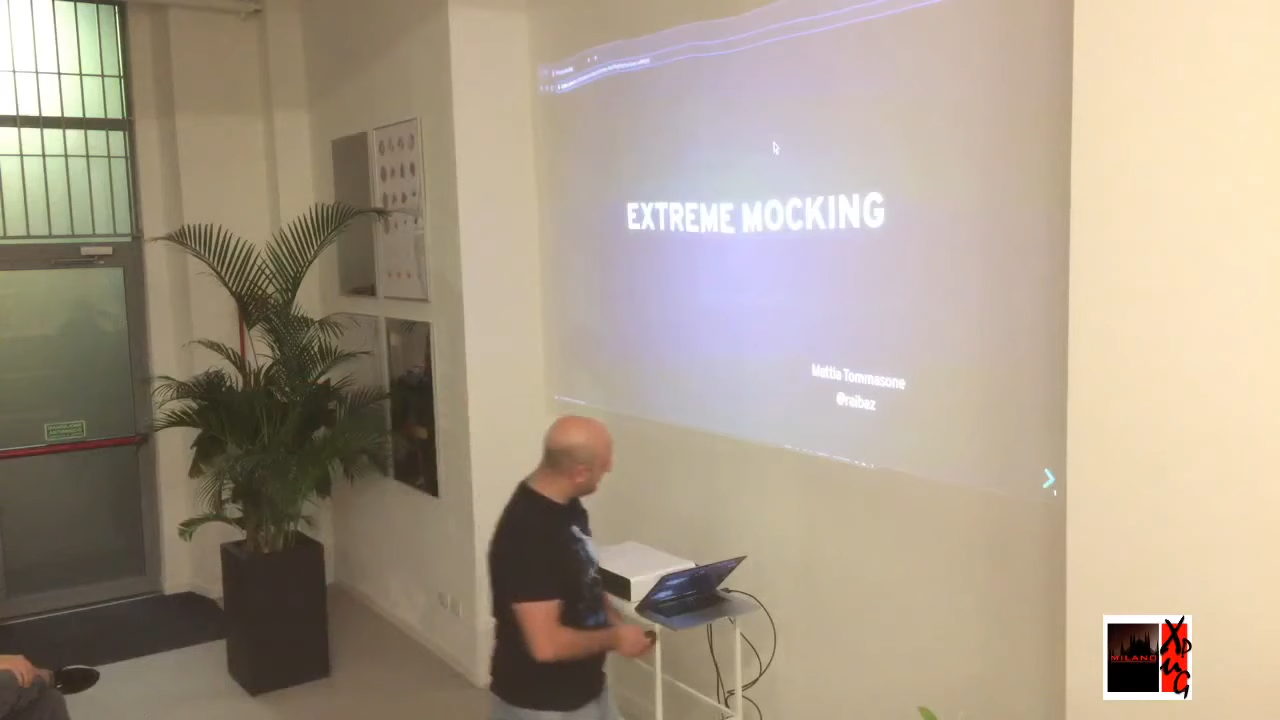 EXTREME MOCKING
Mattia Tommasone
@raibaz
MILANO
XpuG